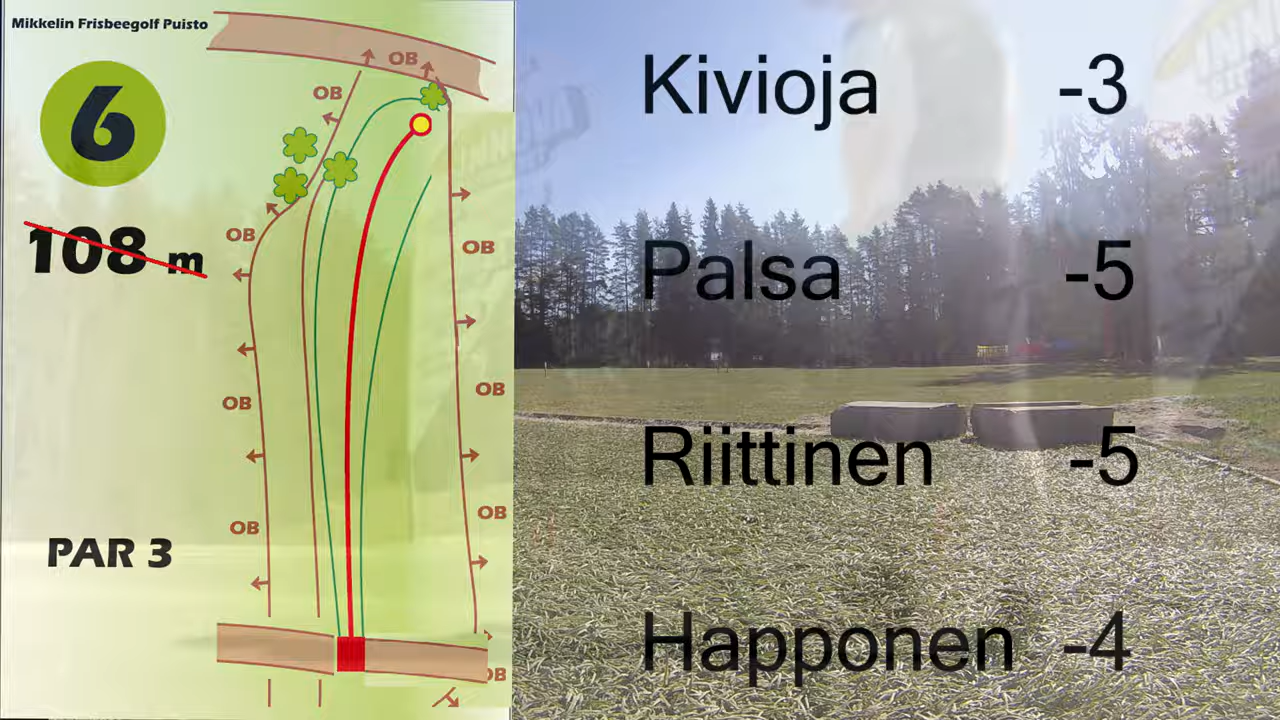 Mikkelin Frisbeegolf Puisto
6
108 m
PAR 3
OB
OB
OB
OB
OB
OB
OB
OB
OB
OB
Kivioja -3
Palsa -5
Riittinen -5
Happonen -4